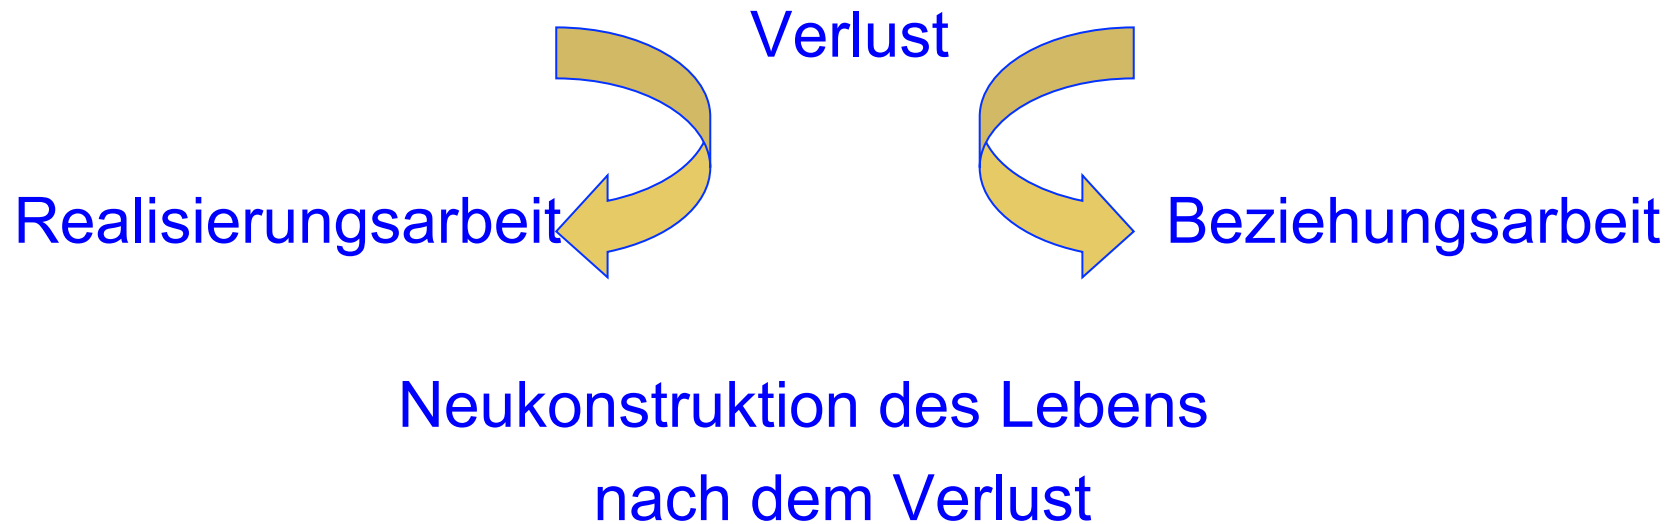 Verlust
Realisierungsarbeit
Beziehungsarbeit
Neukonstruktion des Lebens
nach dem Verlust